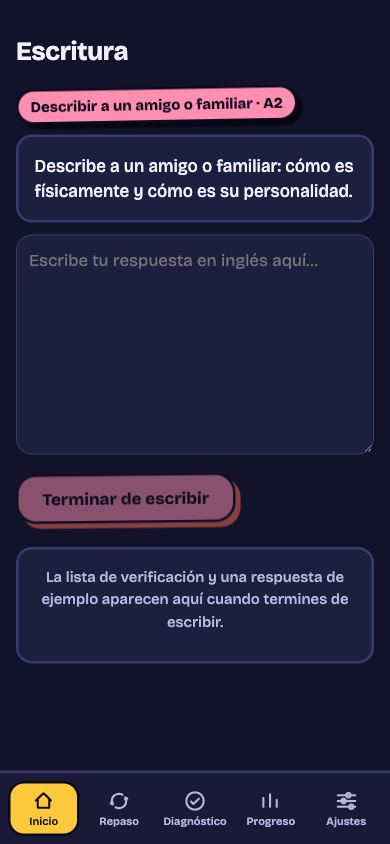 Escritura
Describir a un amigo o familiar · A2
Describe a un amigo o familiar: cómo es
físicamente y cómo es su personalidad.
Escribe tu respuesta en inglés aquí...
Terminar de escribir
La lista de verificación y una respuesta de
ejemplo aparecen aquí cuando termines de
escribir.
Inicio
Repaso
Diagnóstico
Progreso
Ajustes